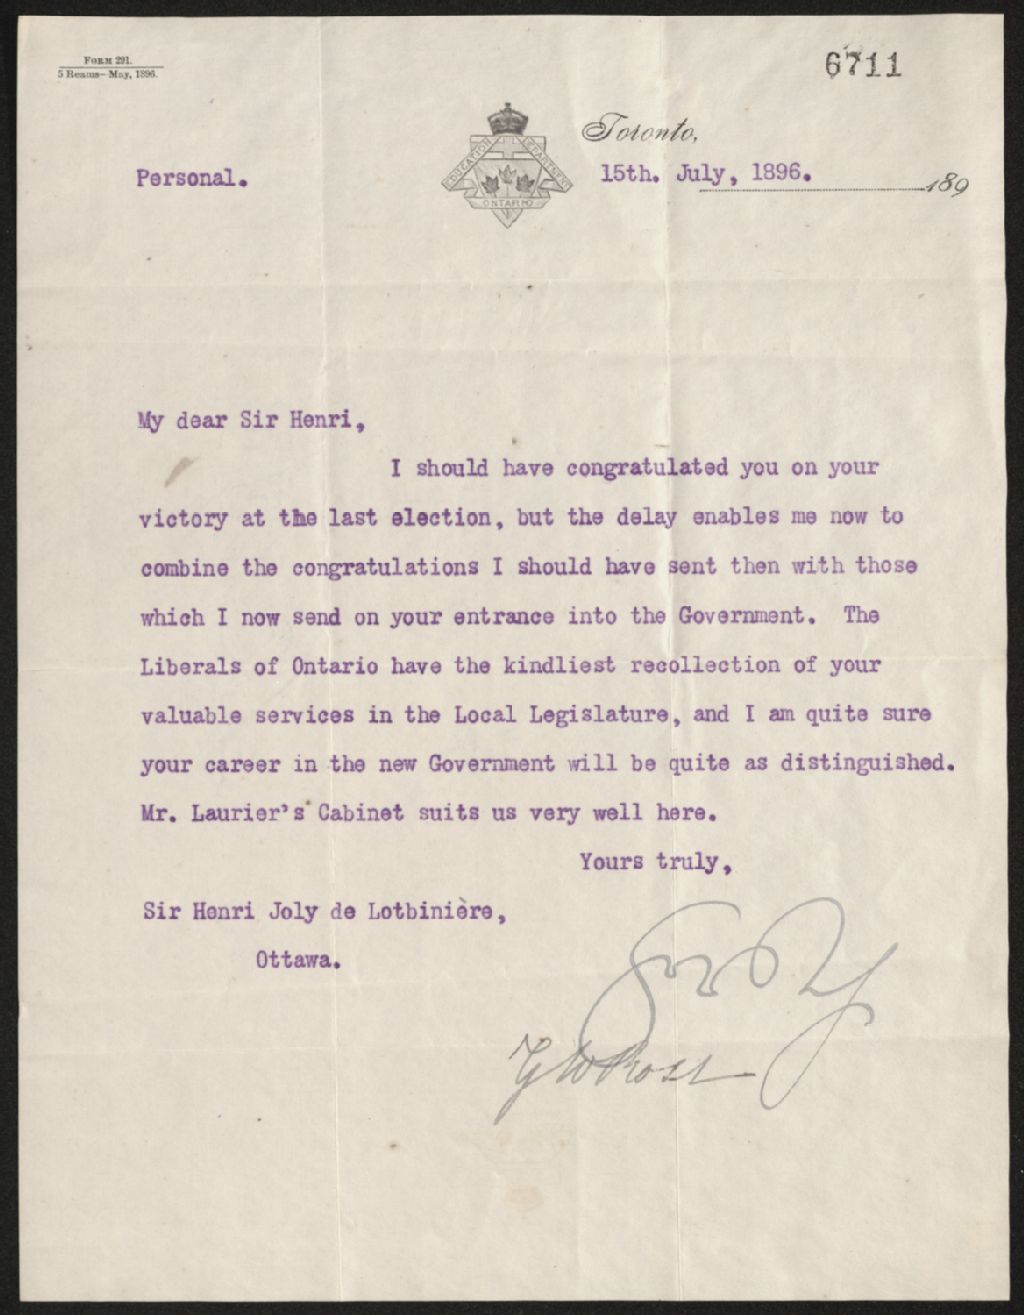 FORM 291.
5 Reams—May, 1896.
6711
Toronto,
EDUCATION DEPARTMENT
ONTARIO
Personal.
15th. July, 1896.
189
My dear Sir Henri,
I should have congratulated you on your
victory at the last election, but the delay enables me now to
combine the congratulations I should have sent then with those
which I now send on your entrance into the Government. The
Liberals of Ontario have the kindliest recollection of your
valuable services in the Local Legislature, and I am quite sure
your career in the new Government will be quite as distinguished.
Mr. Laurier's Cabinet suits us very well here.
Yours truly,
Sir Henri Joly de Lotbinière,
Ottawa.
G W Ross